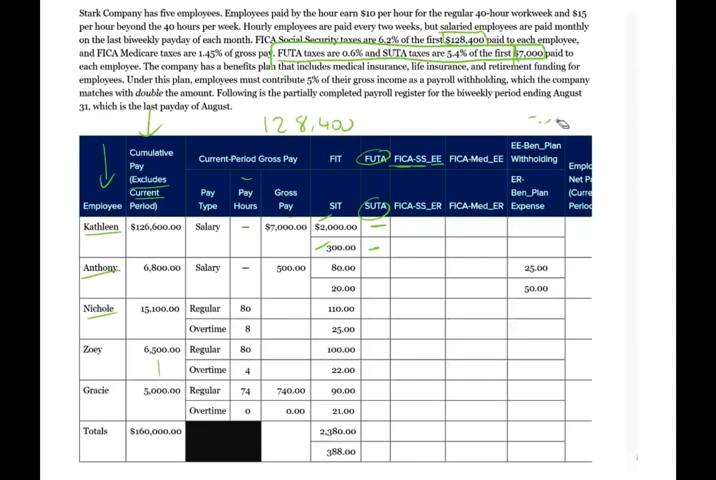 Stark Company has five employees. Employees paid by the hour earn $10 per hour for the regular 40-hour workweek and $15
per hour beyond the 40 hours per week. Hourly employees are paid every two weeks, but salaried employees are paid monthly
on the last biweekly payday of each month. FICA Social Security taxes are 6.2% of the first $128,400 paid to each employee,
and FICA Medicare taxes are 1.45% of gross pay. FUTA taxes are 0.6% and SUTA taxes are 5.4% of the first $7,000 paid to
each employee. The company has a benefits plan that includes medical insurance, life insurance, and retirement funding for
employees. Under this plan, employees must contribute 5% of their gross income as a payroll withholding, which the company
matches with double the amount. Following is the partially completed payroll register for the biweekly period ending August
31, which is the last payday of August.
128,400
Employee Cumulative Pay (Excludes Current Period) Current-Period Gross Pay FIT FUTA FICA-SS_EE FICA-Med_EE EE-Ben_Plan Withholding
Pay Type Pay Hours Gross Pay SIT SUTA FICA-SS_ER FICA-Med_ER ER-Ben_Plan Expense
Kathleen $126,600.00 Salary — $7,000.00 $2,000.00 –
300.00 –
Anthony 6,800.00 Salary — 500.00 80.00 25.00
20.00 50.00
Nichole 15,100.00 Regular 80 110.00
Overtime 8 25.00
Zoey 6,500.00 Regular 80 100.00
Overtime 4 22.00
Gracie 5,000.00 Regular 74 740.00 90.00
Overtime 0 0.00 21.00
Totals $160,000.00 2,380.00
388.00